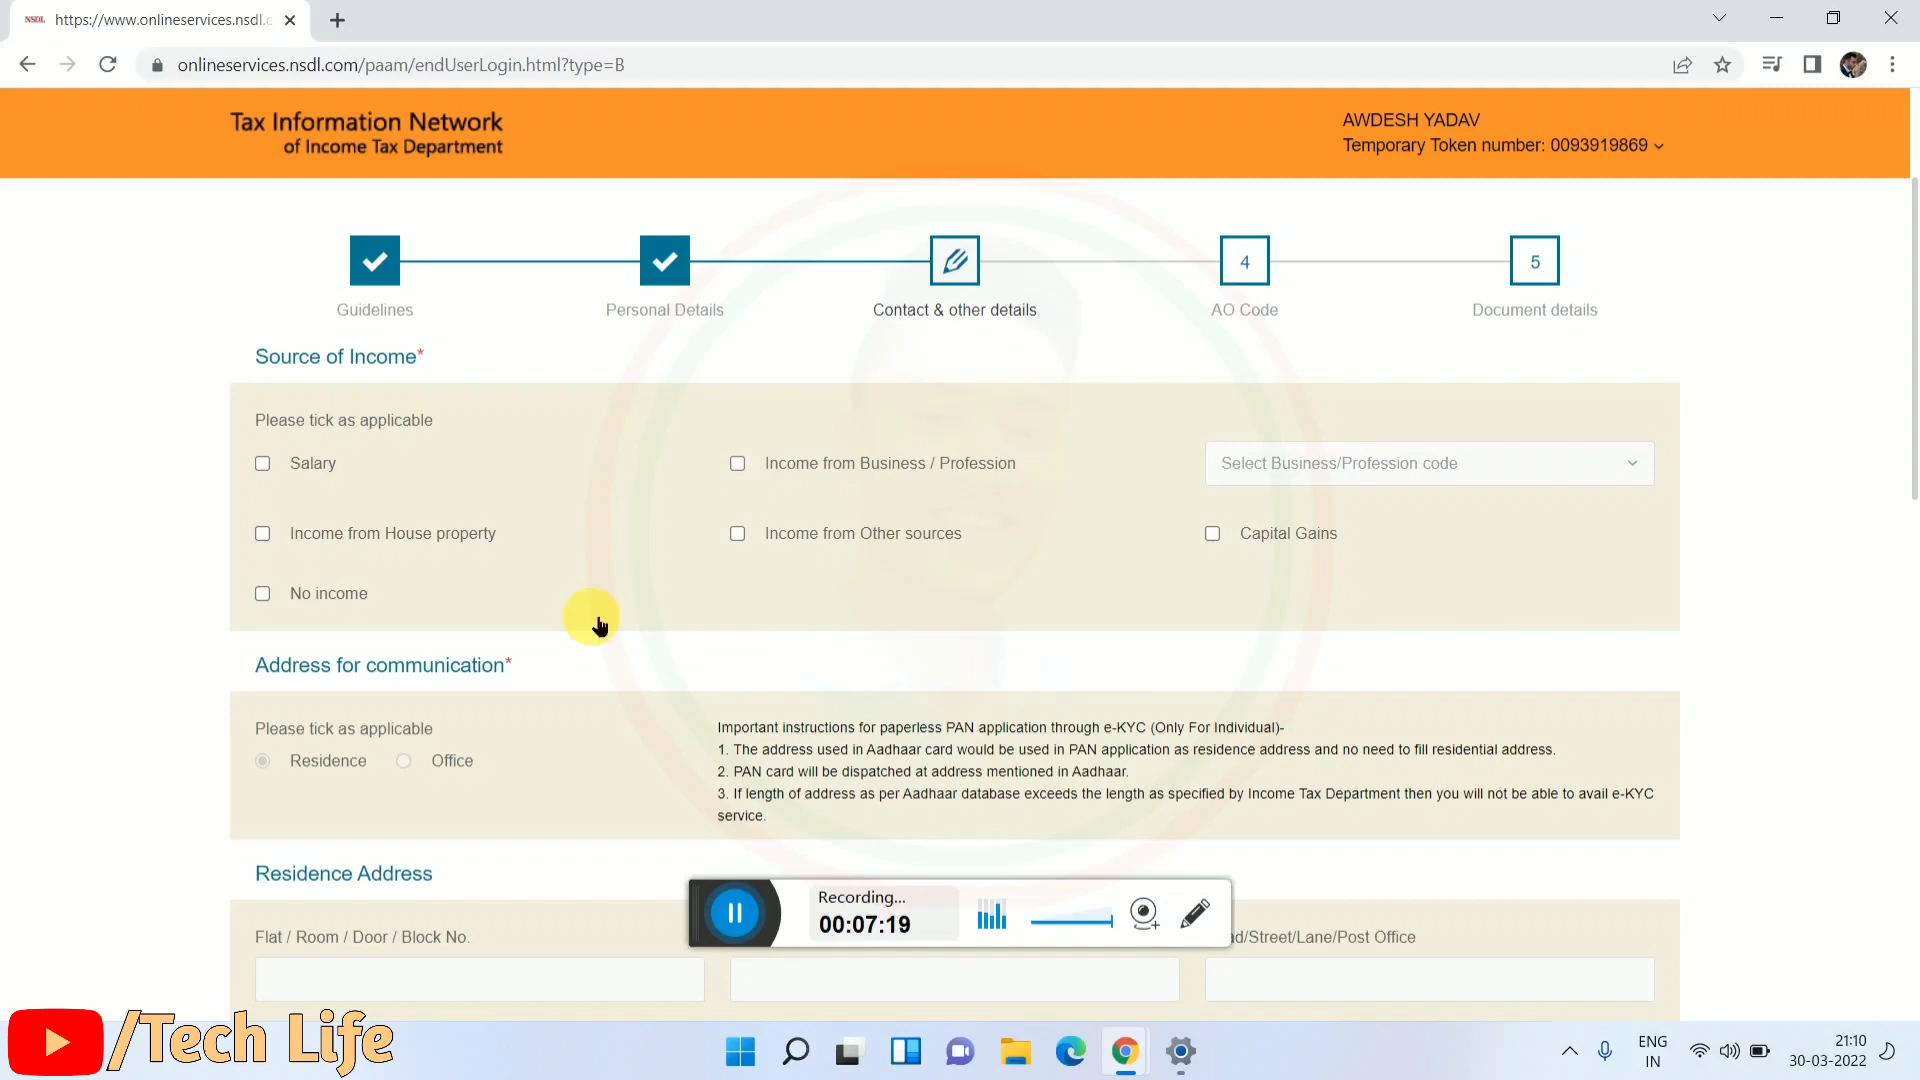 NSDL
https://www.onlineservices.nsdl.c
onlineservices.nsdl.com/paam/endUserLogin.html?type=B
Tax Information Network
of Income Tax Department
AWDESH YADAV
Temporary Token number: 0093919869
4
5
Guidelines
Personal Details
Contact & other details
AO Code
Document details
Source of Income*
Please tick as applicable
Salary
Income from Business / Profession
Select Business/Profession code
Income from House property
Income from Other sources
Capital Gains
No income
Address for communication*
Please tick as applicable
Residence
Office
Important instructions for paperless PAN application through e-KYC (Only For Individual)-
1. The address used in Aadhaar card would be used in PAN application as residence address and no need to fill residential address.
2. PAN card will be dispatched at address mentioned in Aadhaar.
3. If length of address as per Aadhaar database exceeds the length as specified by Income Tax Department then you will not be able to avail e-KYC
service.
Residence Address
Recording...
00:07:19
Flat / Room / Door / Block No.
ad/Street/Lane/Post Office
/Tech Life
ENG
IN
21:10
30-03-2022